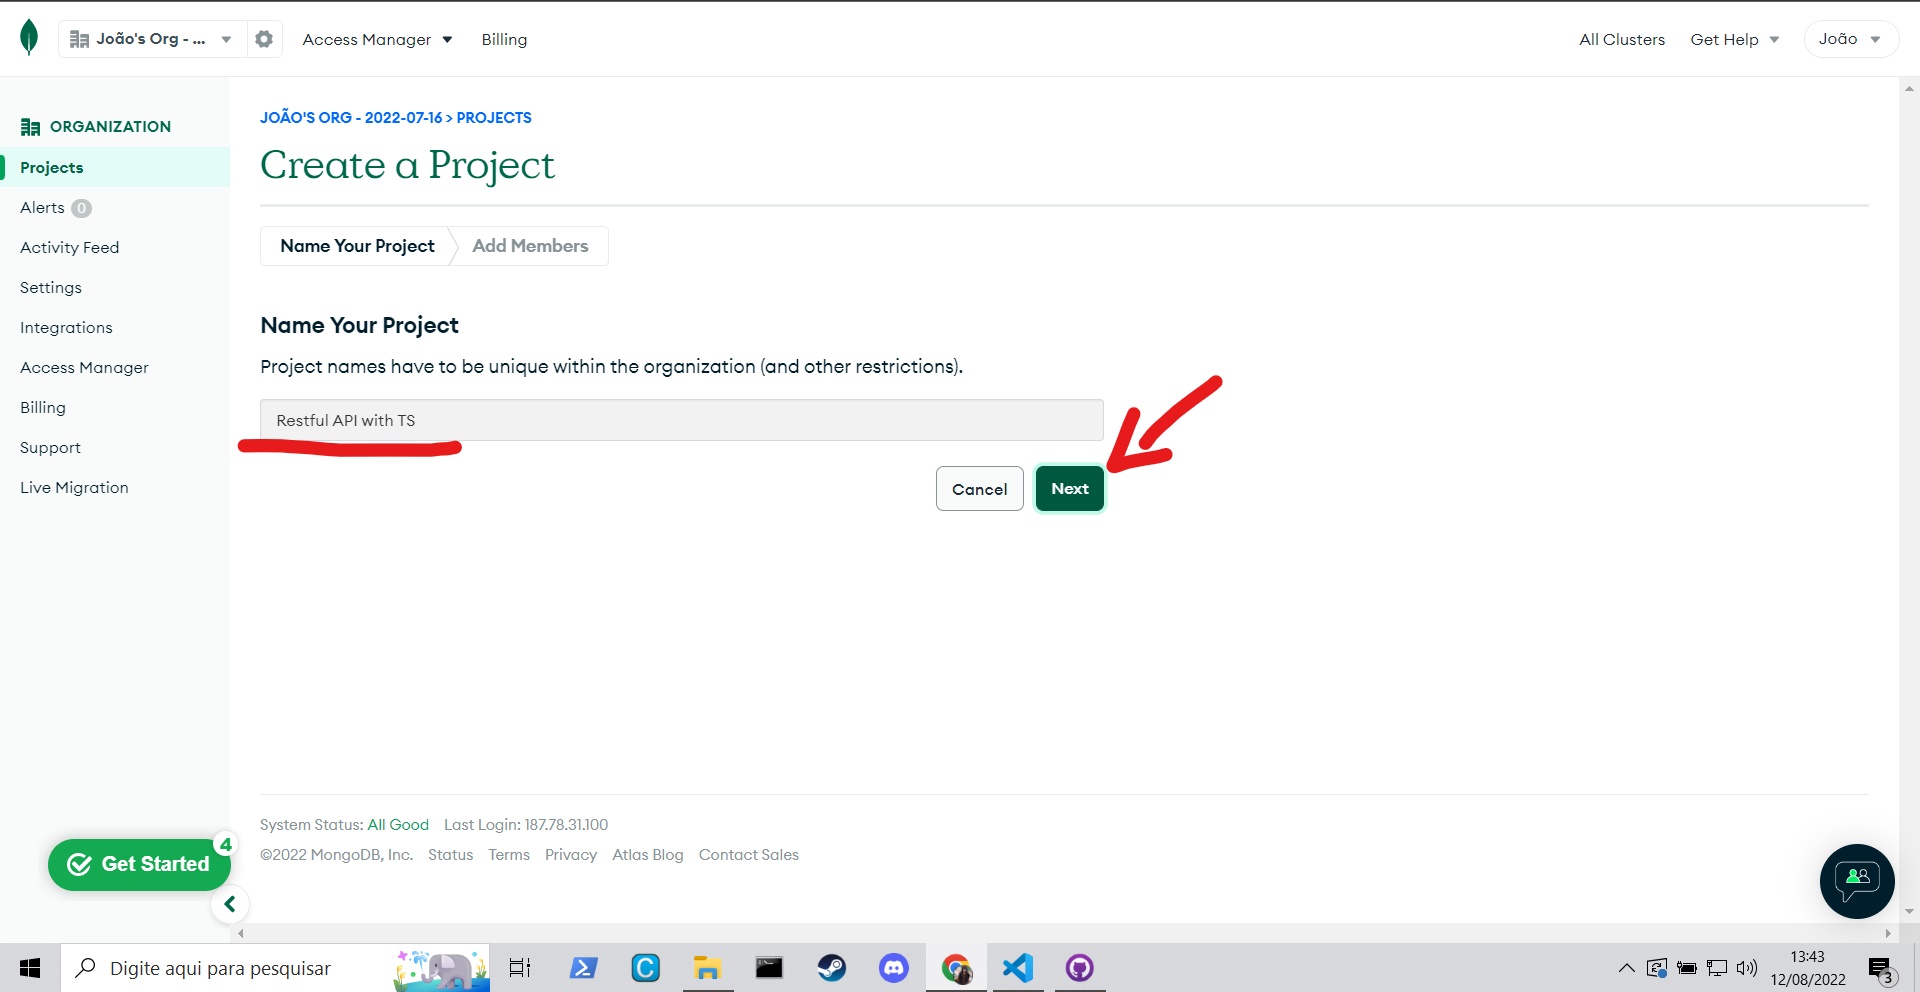 João's Org - ...
Access Manager
Billing
All Clusters
Get Help
João
ORGANIZATION
Projects
Alerts 0
Activity Feed
Settings
Integrations
Access Manager
Billing
Support
Live Migration
JOÃO'S ORG - 2022-07-16 > PROJECTS
Create a Project
Name Your Project
Add Members
Name Your Project
Project names have to be unique within the organization (and other restrictions).
Restful API with TS
Cancel
Next
System Status: All Good Last Login: 187.78.31.100
©2022 MongoDB, Inc. Status Terms Privacy Atlas Blog Contact Sales
Get Started
4
Digite aqui para pesquisar
13:43
12/08/2022
3